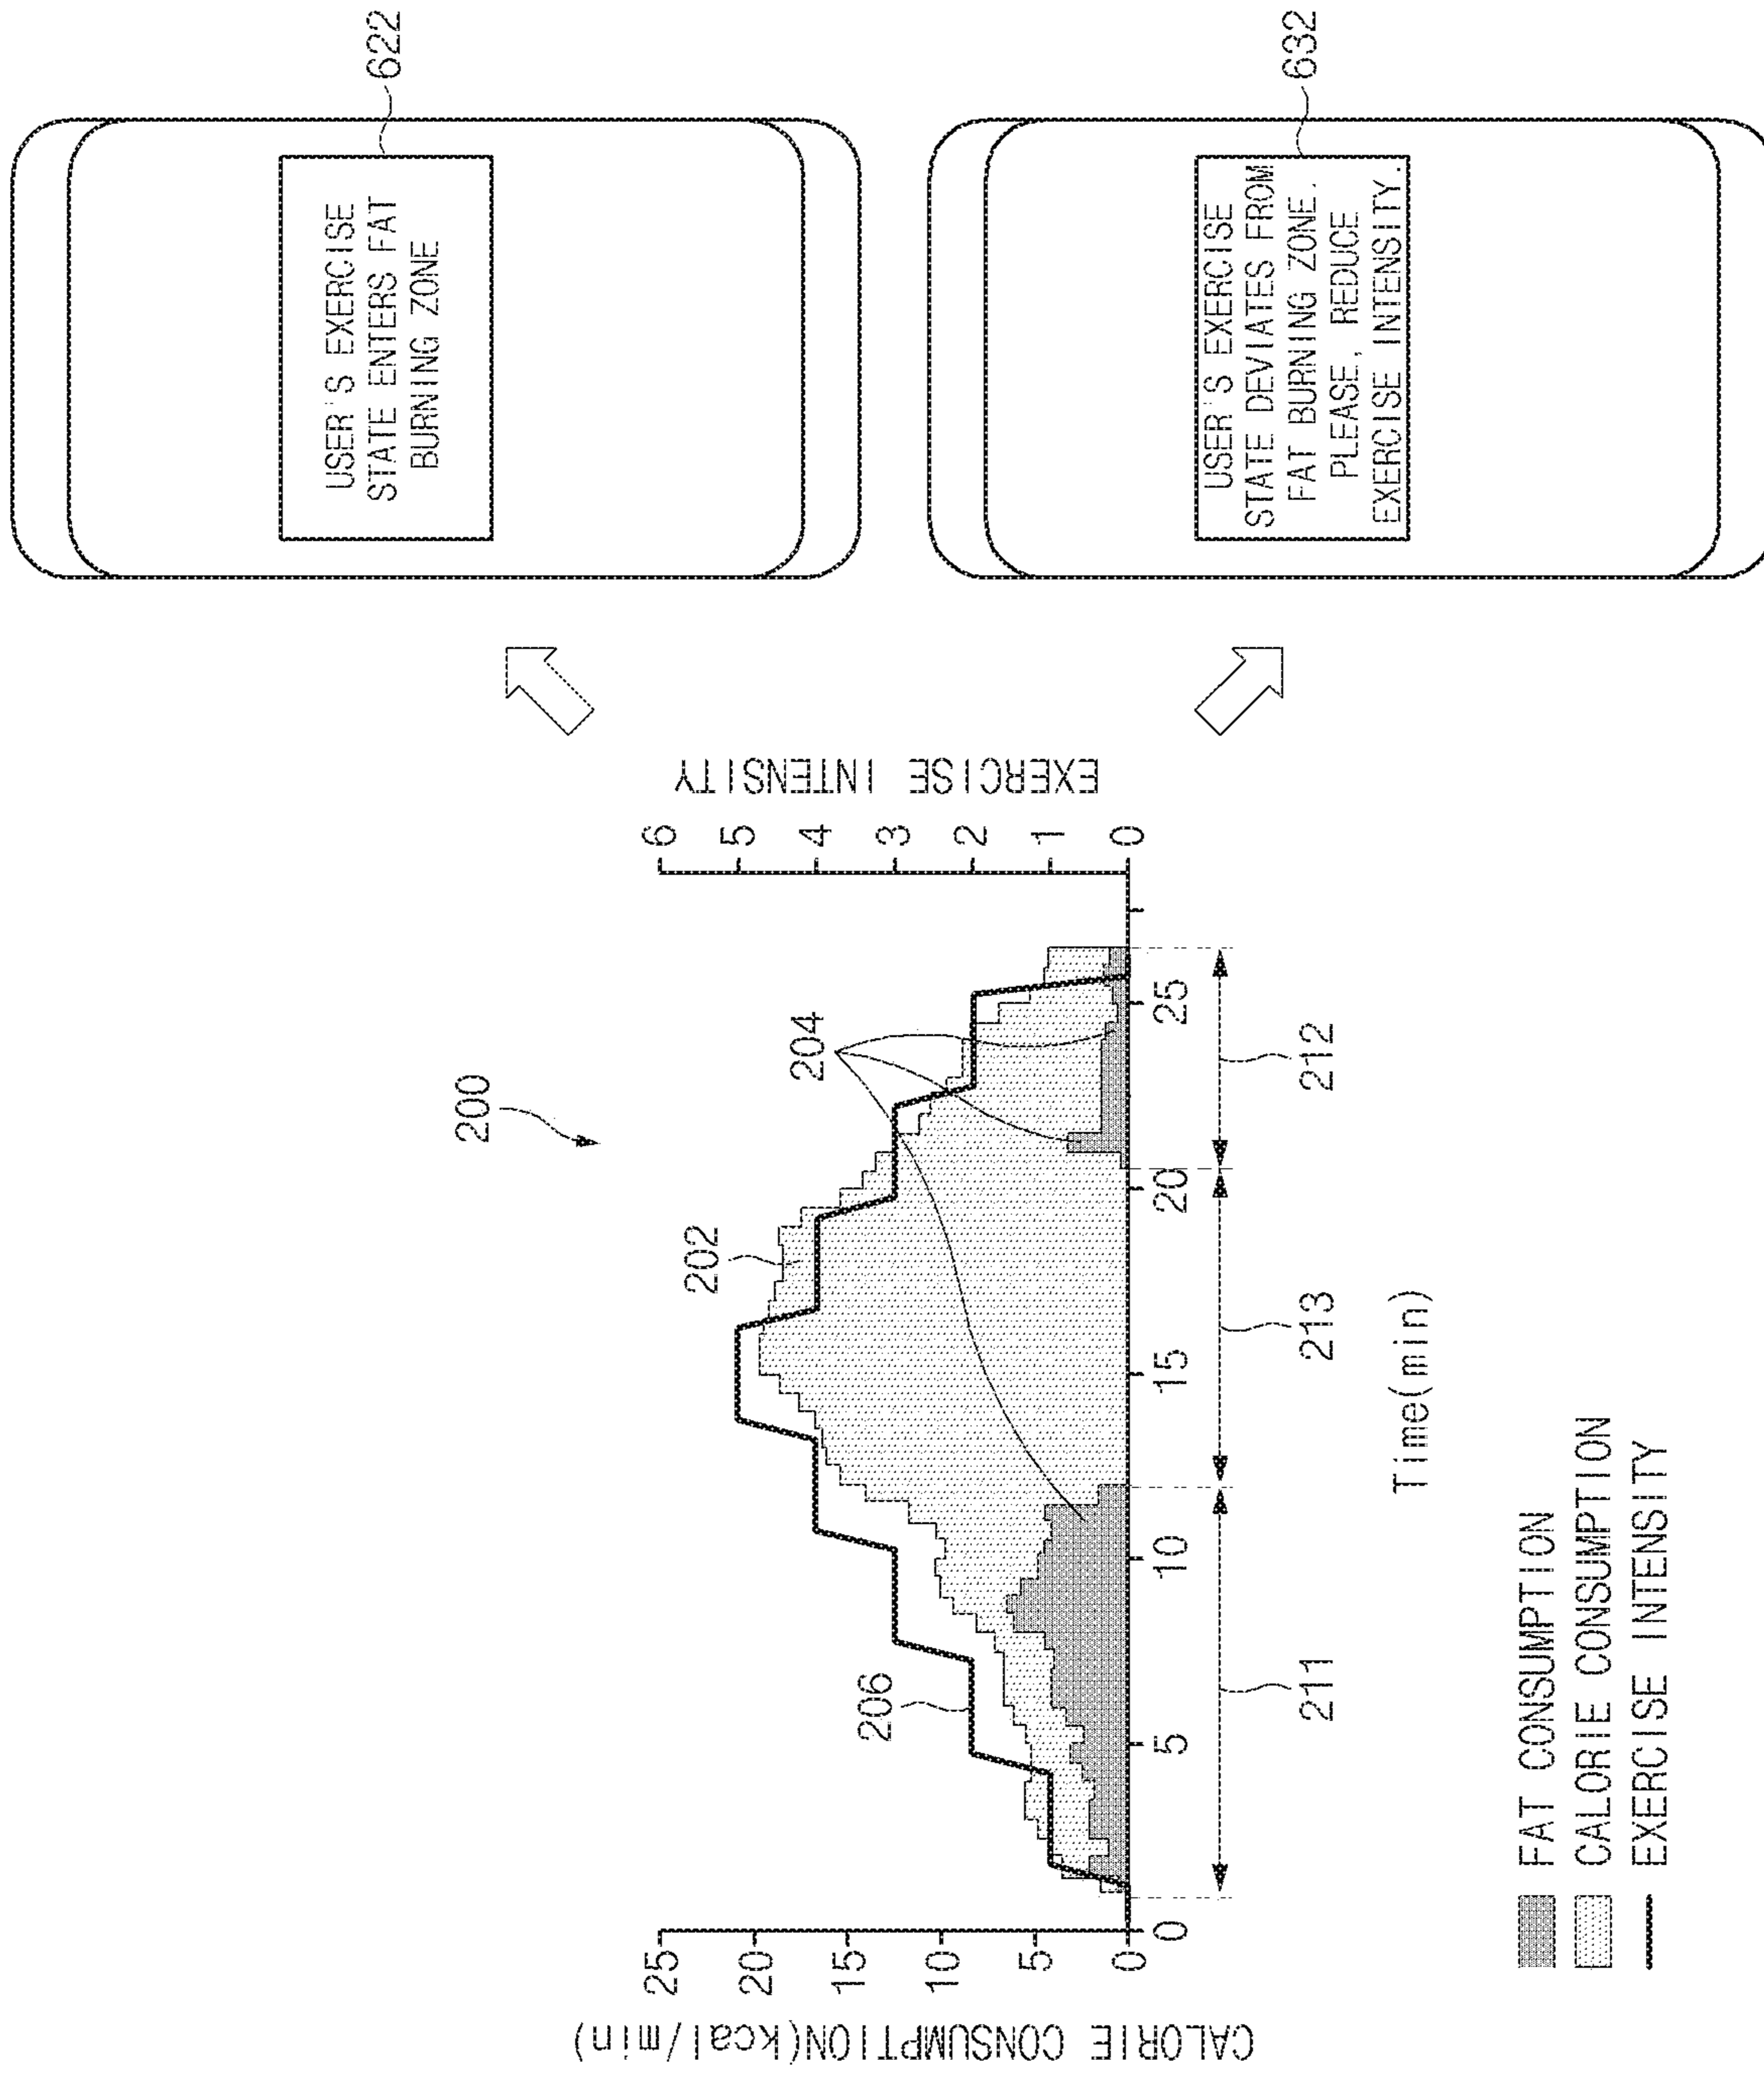 200
CALORIE CONSUMPTION(kcal/min)
25
20
15
10
5
0
206
202
204
EXERCISE INTENSITY
6
5
4
3
2
1
0
0
5
10
15
20
25
211
213
212
Time(min)
FAT CONSUMPTION
CALORIE CONSUMPTION
EXERCISE INTENSITY
USER'S EXERCISE
STATE ENTERS FAT
BURNING ZONE
622
USER'S EXERCISE
STATE DEVIATES FROM
FAT BURNING ZONE.
PLEASE, REDUCE
EXERCISE INTENSITY.
632